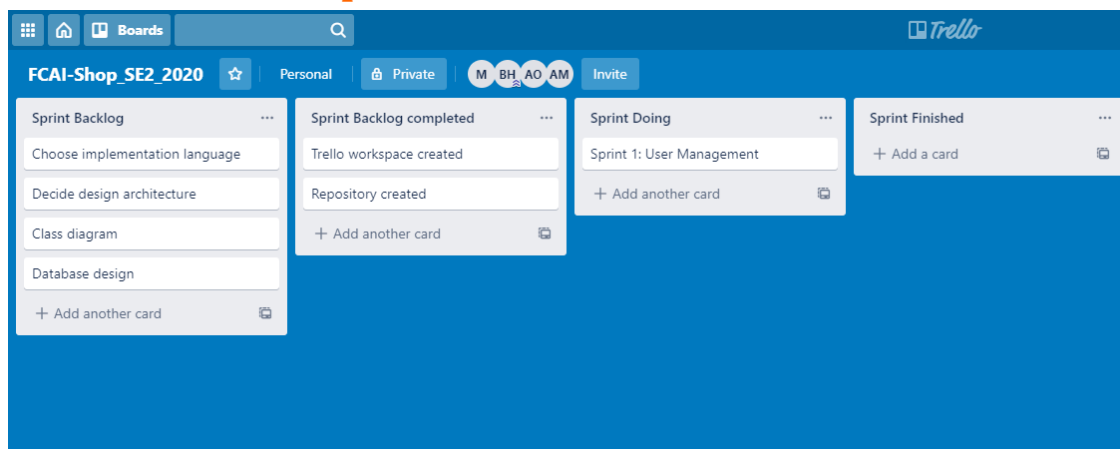 Boards
Trello
FCAI-Shop_SE2_2020
Personal
Private
M BH AO AM
Invite
Sprint Backlog
Choose implementation language
Decide design architecture
Class diagram
Database design
+ Add another card
Sprint Backlog completed
Trello workspace created
Repository created
+ Add another card
Sprint Doing
Sprint 1: User Management
+ Add another card
Sprint Finished
+ Add a card